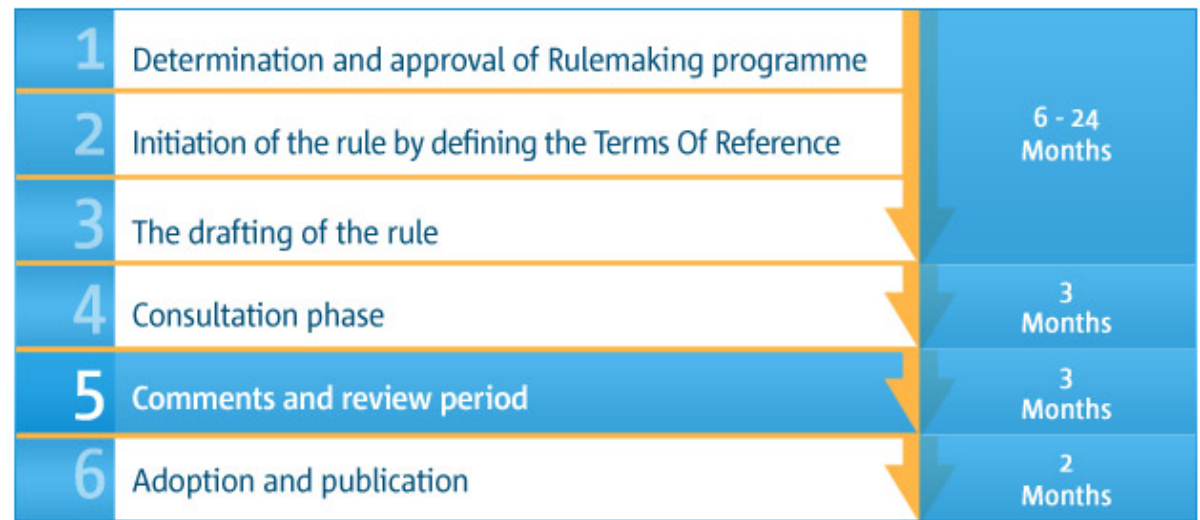 1 Determination and approval of Rulemaking programme
2 Initiation of the rule by defining the Terms Of Reference
6 - 24
Months
3 The drafting of the rule
4 Consultation phase
3
Months
5 Comments and review period
3
Months
6 Adoption and publication
2
Months